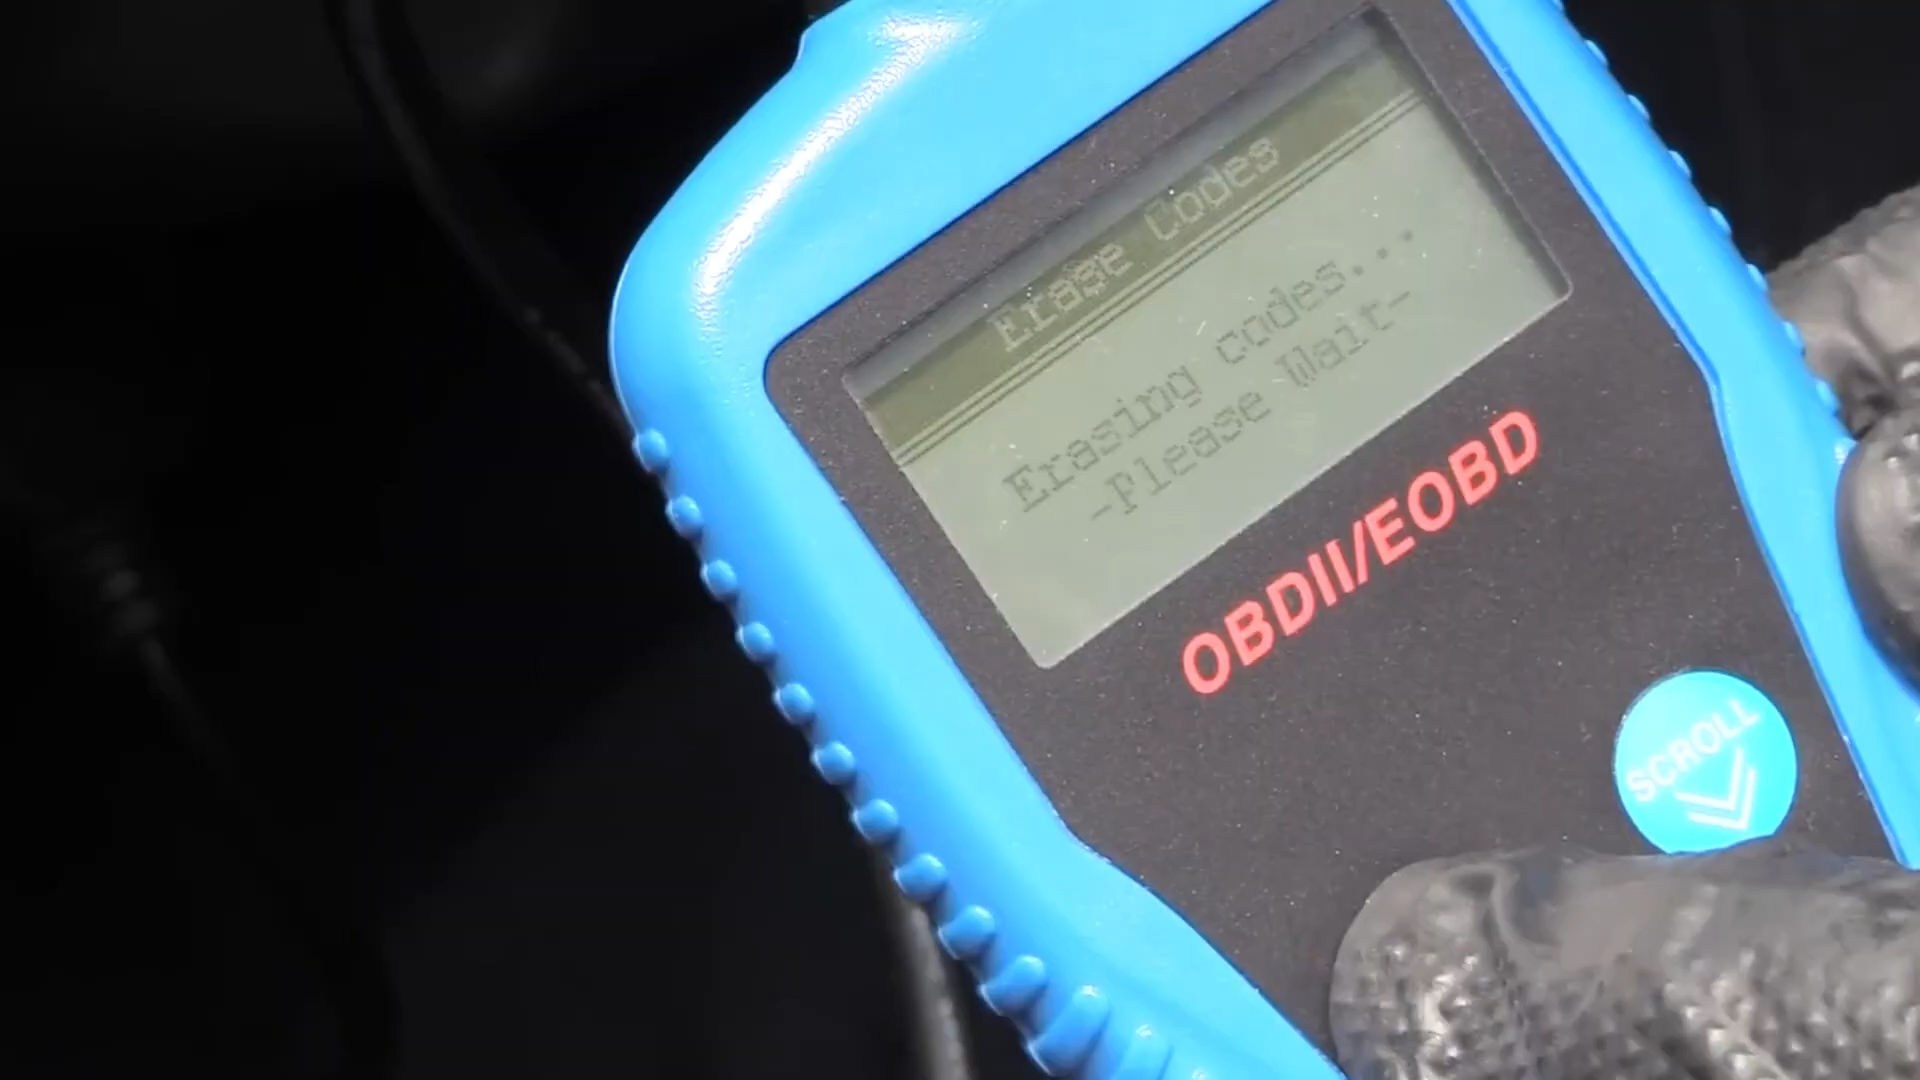 Erase Codes
Erasing codes...
-Please Wait-
OBDII/EOBD
SCROLL